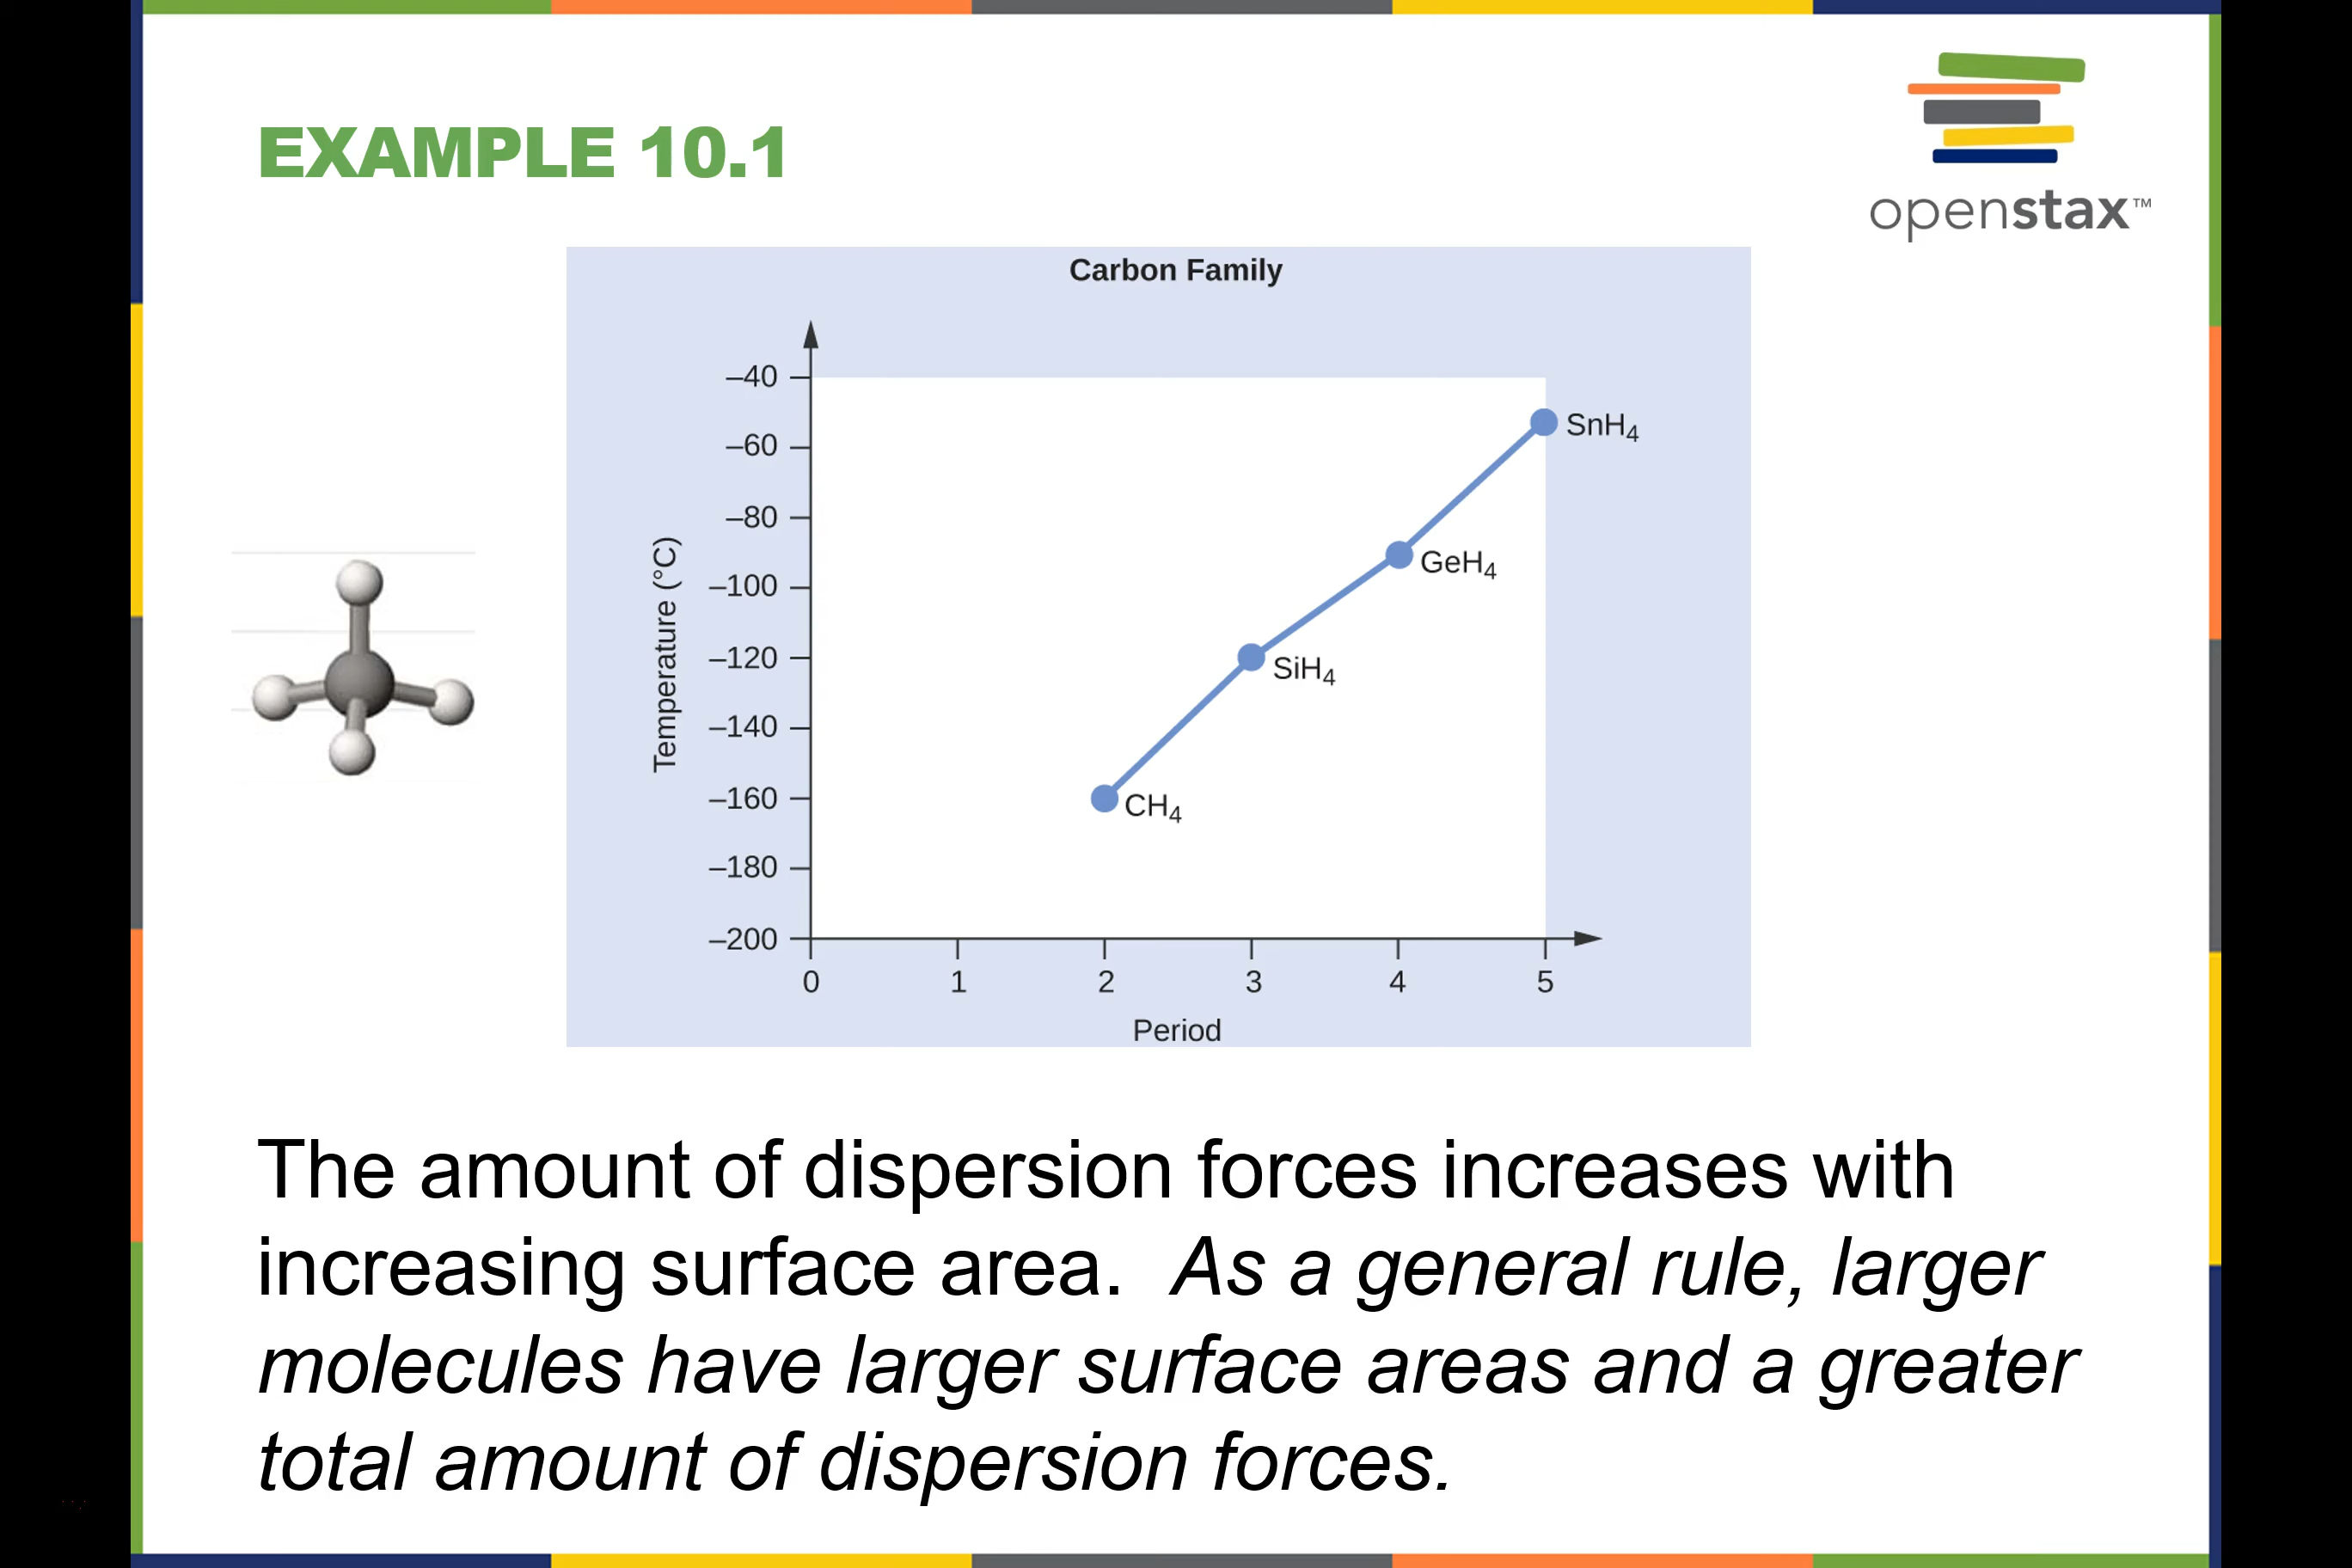 EXAMPLE 10.1
openstax™
Carbon Family
–40
–60
–80
–100
–120
–140
–160
–180
–200
Temperature (°C)
SnH₄
GeH₄
SiH₄
CH₄
0 1 2 3 4 5
Period
The amount of dispersion forces increases with
increasing surface area. As a general rule, larger
molecules have larger surface areas and a greater
total amount of dispersion forces.